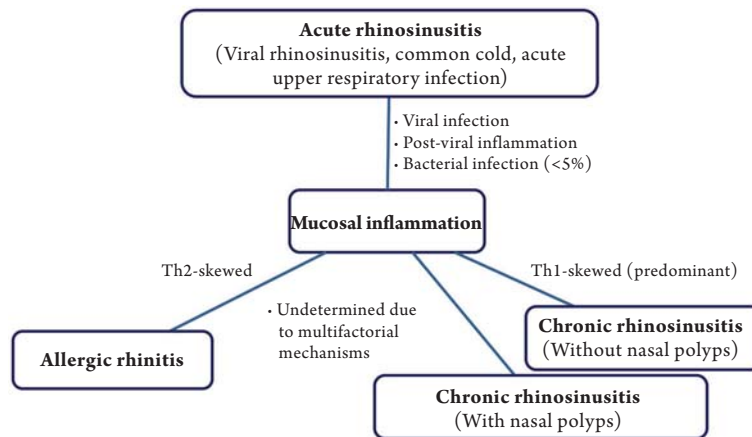 Acute rhinosinusitis
(Viral rhinosinusitis, common cold, acute
upper respiratory infection)
· Viral infection
· Post-viral inflammation
· Bacterial infection (<5%)
Mucosal inflammation
Th2-skewed
Th1-skewed (predominant)
· Undetermined due
to multifactorial
mechanisms
Allergic rhinitis
Chronic rhinosinusitis
(Without nasal polyps)
Chronic rhinosinusitis
(With nasal polyps)